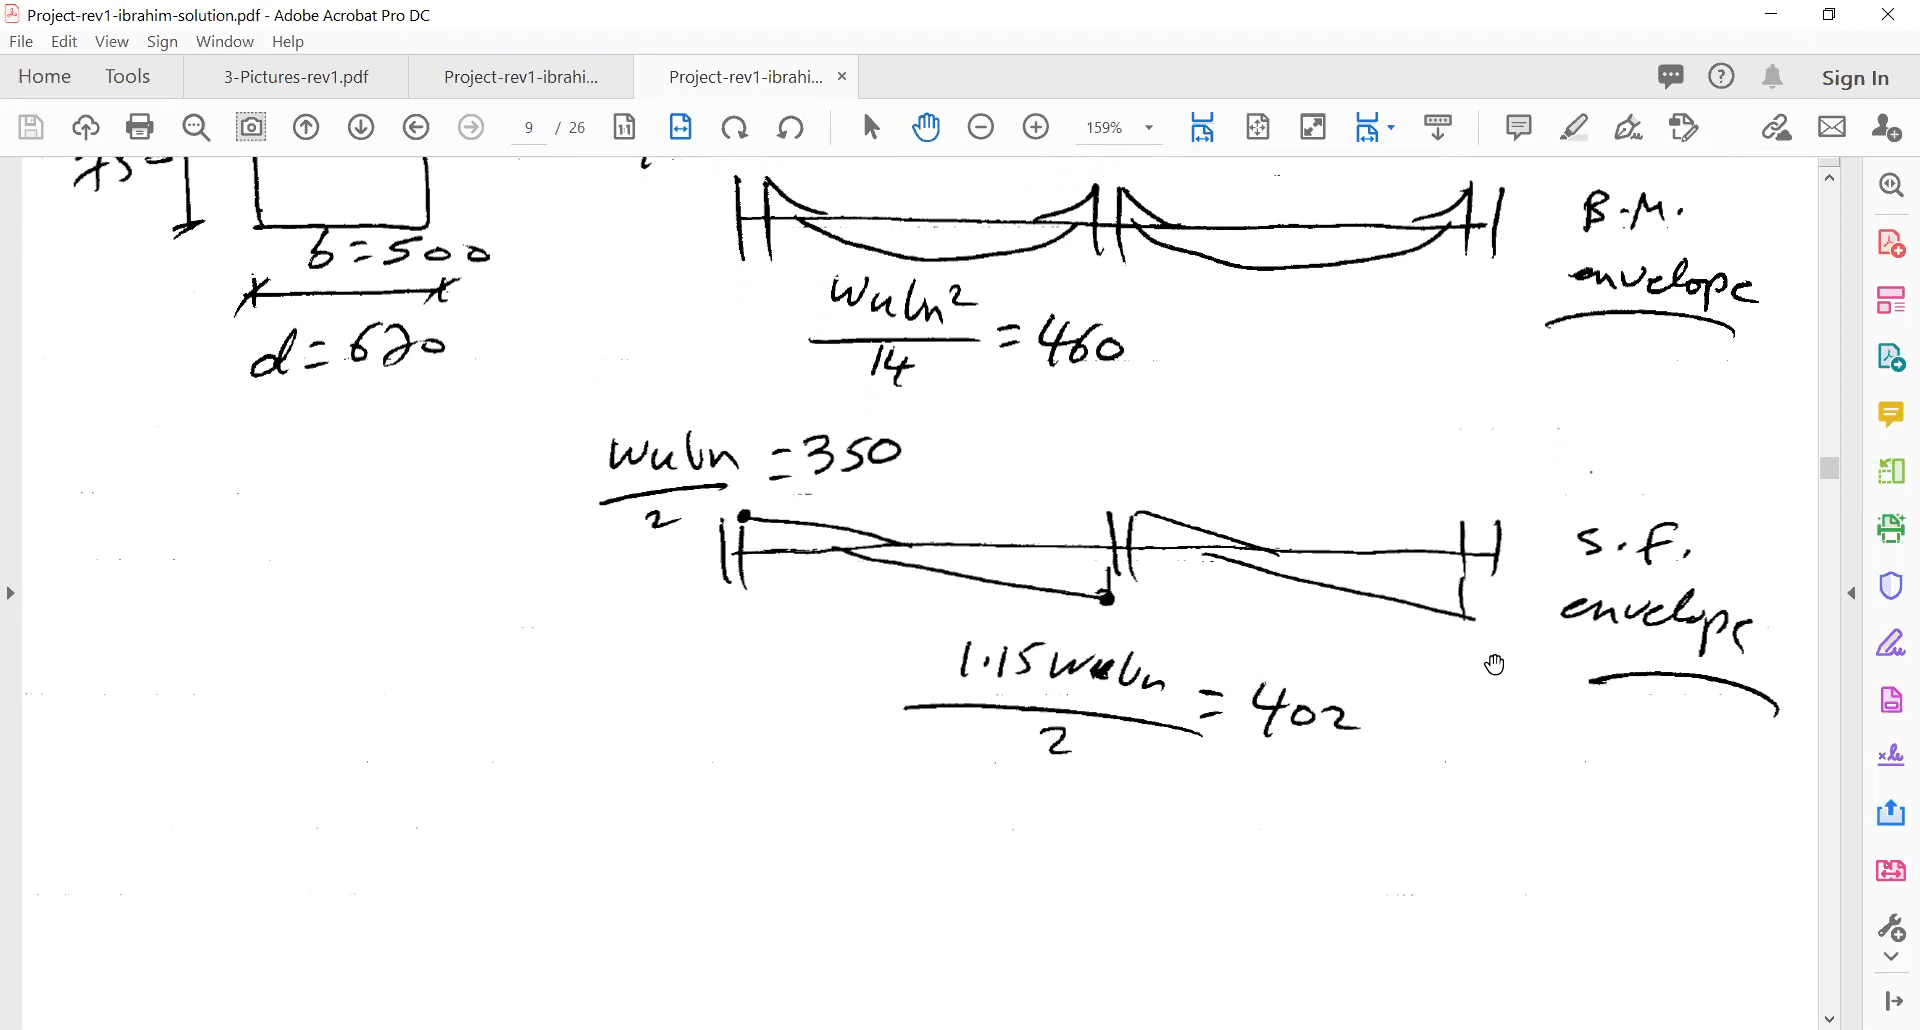 Project-rev1-ibrahim-solution.pdf - Adobe Acrobat Pro DC
File Edit View Sign Window Help
Home Tools 3-Pictures-rev1.pdf Project-rev1-ibrahi... Project-rev1-ibrahi... × Sign In
9 / 26 159%
75
b=500
d=620
B.M.
envelope
wuln²
14
=460
wuln
2
=350
S.F.
envelope
1.15wuln
2
=402